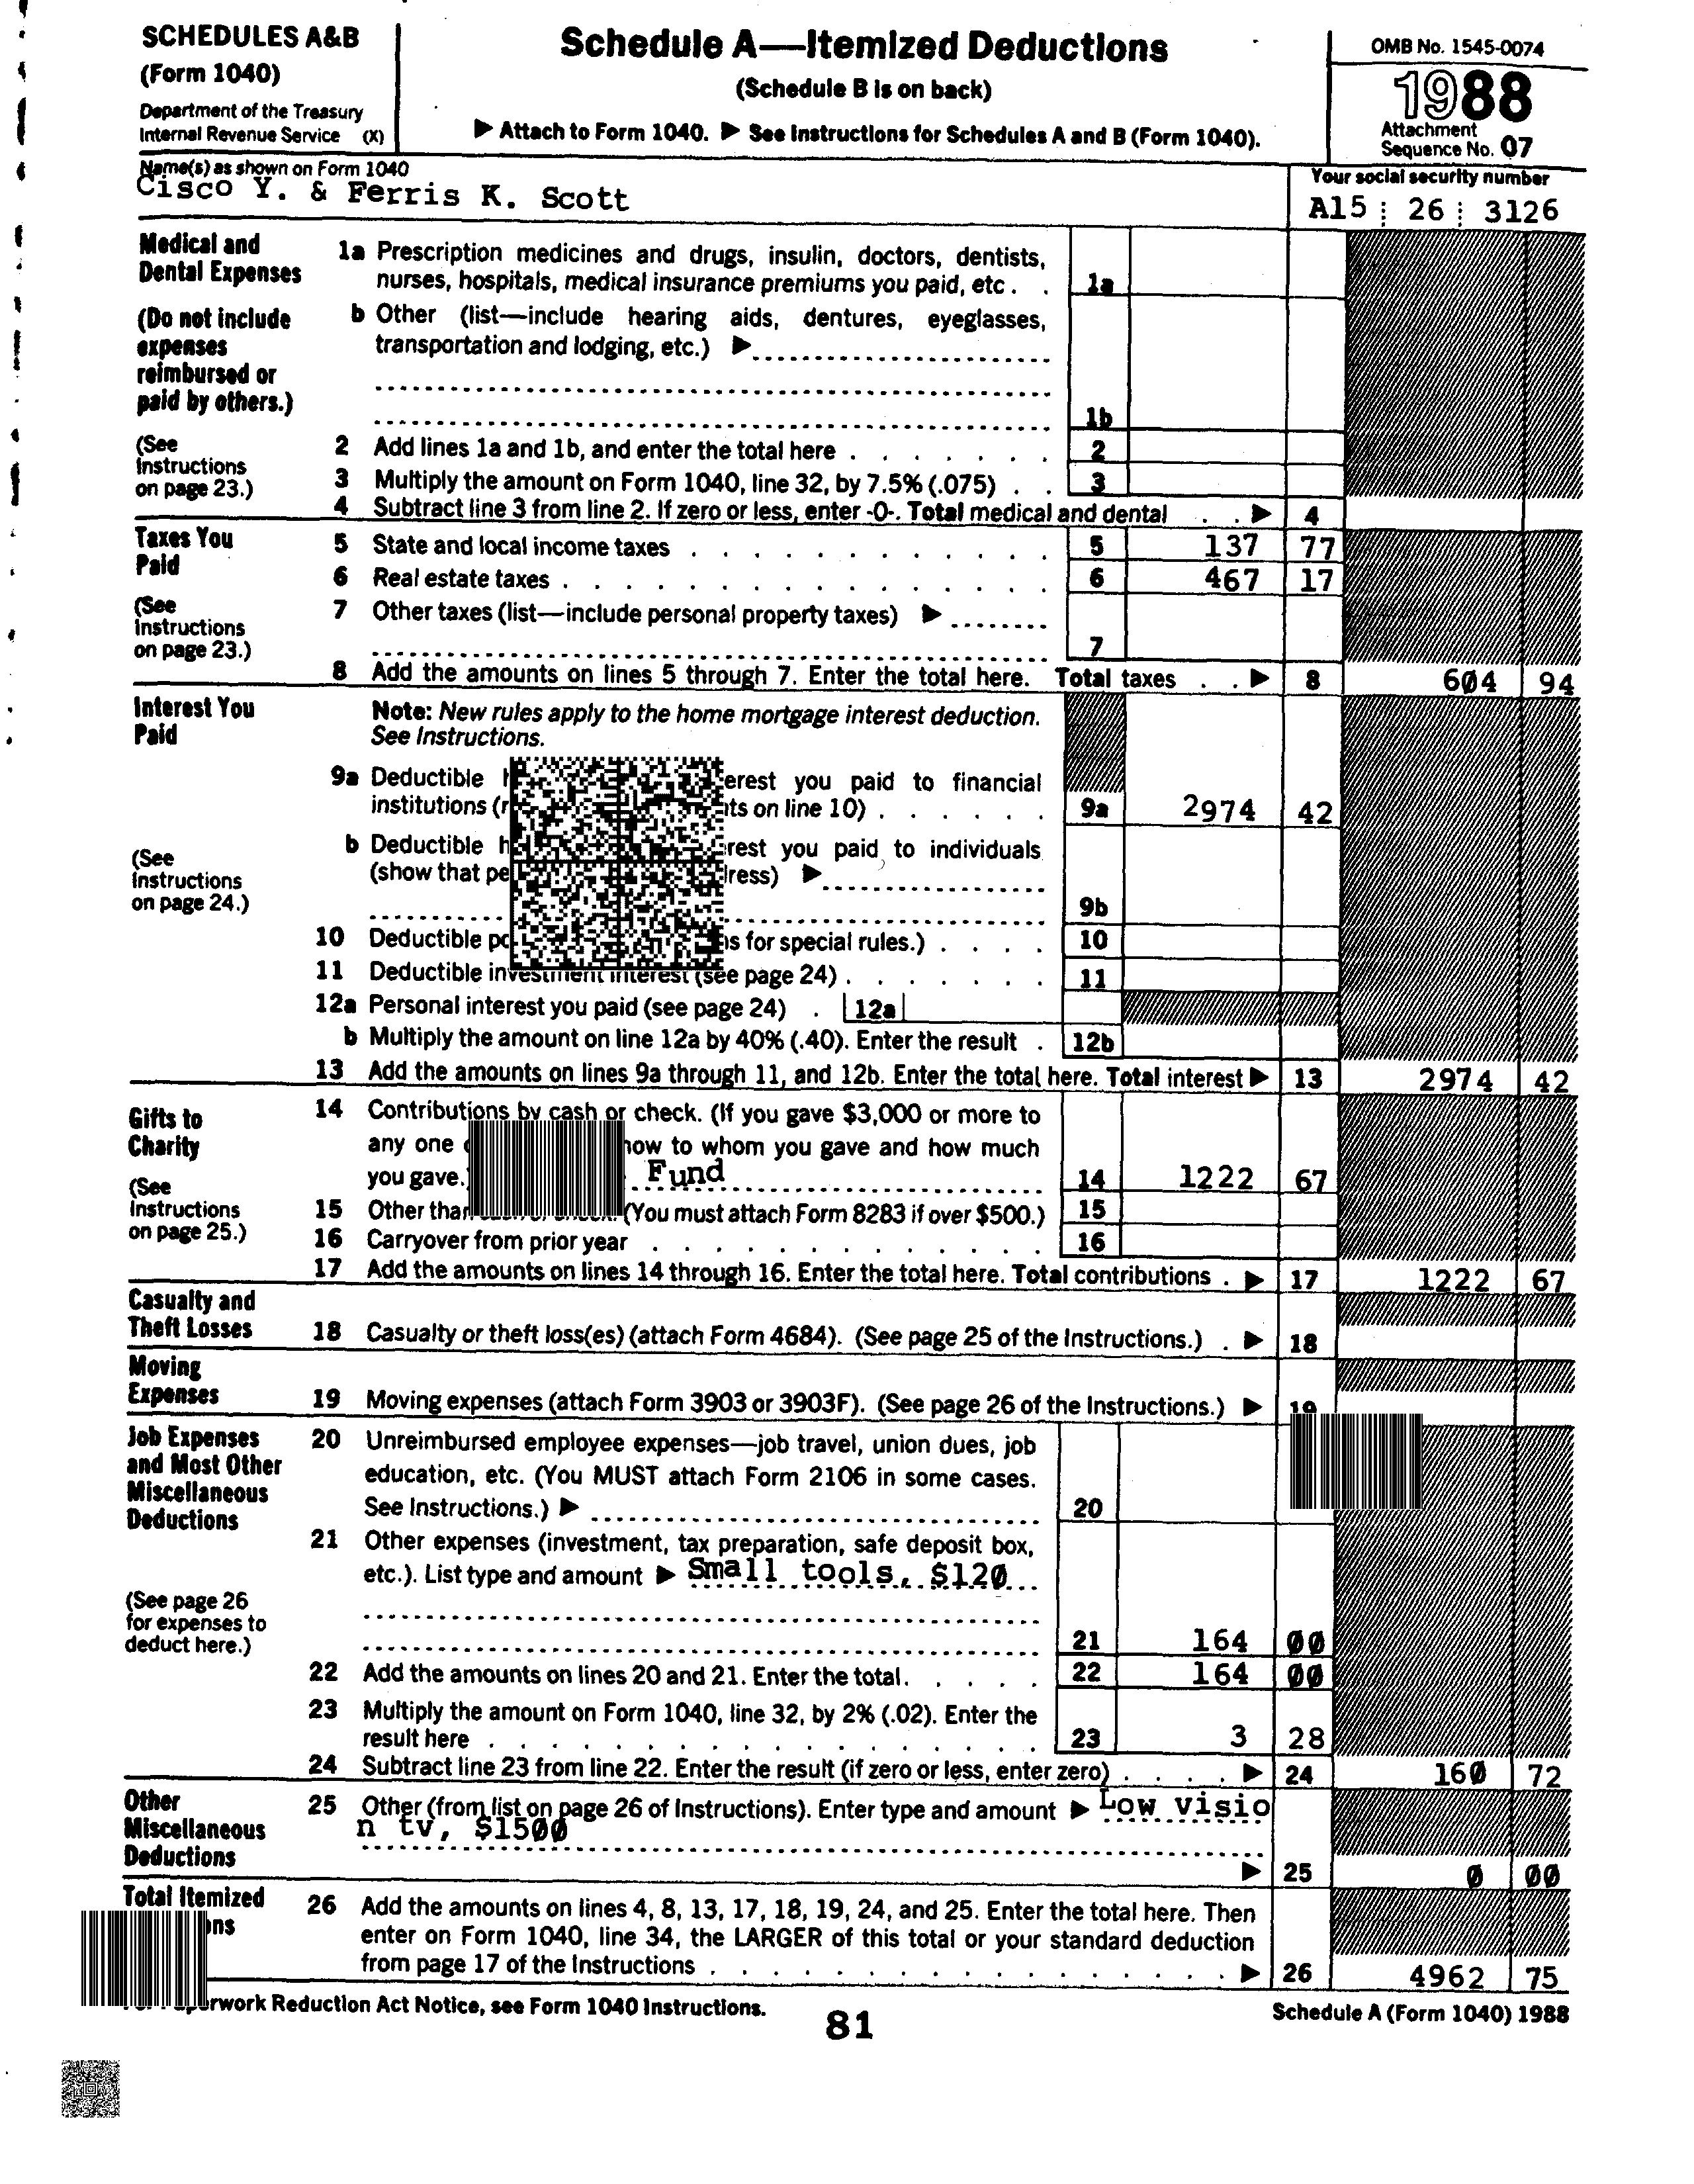 SCHEDULES A&B
(Form 1040)
Department of the Treasury
Internal Revenue Service (X)
Schedule A—Itemized Deductions
(Schedule B is on back)
▶ Attach to Form 1040. ▶ See Instructions for Schedules A and B (Form 1040).
OMB No. 1545-0074
1988
Attachment
Sequence No. 07
Name(s) as shown on Form 1040
Cisco Y. & Ferris K. Scott
Your social security number
A15 26 3126
Medical and
Dental Expenses
(Do not include
expenses
reimbursed or
paid by others.)
(See
Instructions
on page 23.)
1a Prescription medicines and drugs, insulin, doctors, dentists,
nurses, hospitals, medical insurance premiums you paid, etc . . 1a
b Other (list—include hearing aids, dentures, eyeglasses,
transportation and lodging, etc.) ▶
1b
2 Add lines 1a and 1b, and enter the total here . . . . . . . 2
3 Multiply the amount on Form 1040, line 32, by 7.5% (.075) . . 3
4 Subtract line 3 from line 2. If zero or less, enter -0-. Total medical and dental . . ▶ 4
Taxes You
Paid
(See
Instructions
on page 23.)
5 State and local income taxes . . . . . . . . . . . . 5 137 77
6 Real estate taxes . . . . . . . . . . . . . . . . 6 467 17
7 Other taxes (list—include personal property taxes) ▶
7
8 Add the amounts on lines 5 through 7. Enter the total here. Total taxes . . ▶ 8 604 94
Interest You
Paid
(See
Instructions
on page 24.)
Note: New rules apply to the home mortgage interest deduction.
See Instructions.
9a Deductible erest you paid to financial
institutions ts on line 10) . . . . . . 9a 2974 42
b Deductible rest you paid to individuals
(show that ress) ▶
9b
10 Deductible s for special rules.) . . . . 10
11 Deductible investment interest (see page 24) . . . . . . . 11
12a Personal interest you paid (see page 24) . 12a
b Multiply the amount on line 12a by 40% (.40). Enter the result . 12b
13 Add the amounts on lines 9a through 11, and 12b. Enter the total here. Total interest ▶ 13 2974 42
Gifts to
Charity
(See
Instructions
on page 25.)
14 Contributions by cash or check. (If you gave $3,000 or more to
any one how to whom you gave and how much
you gave. Fund 14 1222 67
15 Other than (You must attach Form 8283 if over $500.) 15
16 Carryover from prior year . . . . . . . . . . . . . 16
17 Add the amounts on lines 14 through 16. Enter the total here. Total contributions . ▶ 17 1222 67
Casualty and
Theft Losses
18 Casualty or theft loss(es) (attach Form 4684). (See page 25 of the Instructions.) . ▶ 18
Moving
Expenses
19 Moving expenses (attach Form 3903 or 3903F). (See page 26 of the Instructions.) ▶ 19
Job Expenses
and Most Other
Miscellaneous
Deductions
(See page 26
for expenses to
deduct here.)
20 Unreimbursed employee expenses—job travel, union dues, job
education, etc. (You MUST attach Form 2106 in some cases.
See Instructions.) ▶ 20
21 Other expenses (investment, tax preparation, safe deposit box,
etc.). List type and amount ▶ Small tools, $120
21 164 00
22 Add the amounts on lines 20 and 21. Enter the total. . . . . 22 164 00
23 Multiply the amount on Form 1040, line 32, by 2% (.02). Enter the
result here . . . . . . . . . . . . . . . . . . 23 3 28
24 Subtract line 23 from line 22. Enter the result (if zero or less, enter zero) . . . . ▶ 24 160 72
Other
Miscellaneous
Deductions
25 Other (from list on page 26 of Instructions). Enter type and amount ▶ Low visio
n tv, $1500
▶ 25 0 00
Total Itemized
ons
26 Add the amounts on lines 4, 8, 13, 17, 18, 19, 24, and 25. Enter the total here. Then
enter on Form 1040, line 34, the LARGER of this total or your standard deduction
from page 17 of the Instructions . . . . . . . . . . . . . . . ▶ 26 4962 75
rwork Reduction Act Notice, see Form 1040 Instructions.
81
Schedule A (Form 1040) 1988